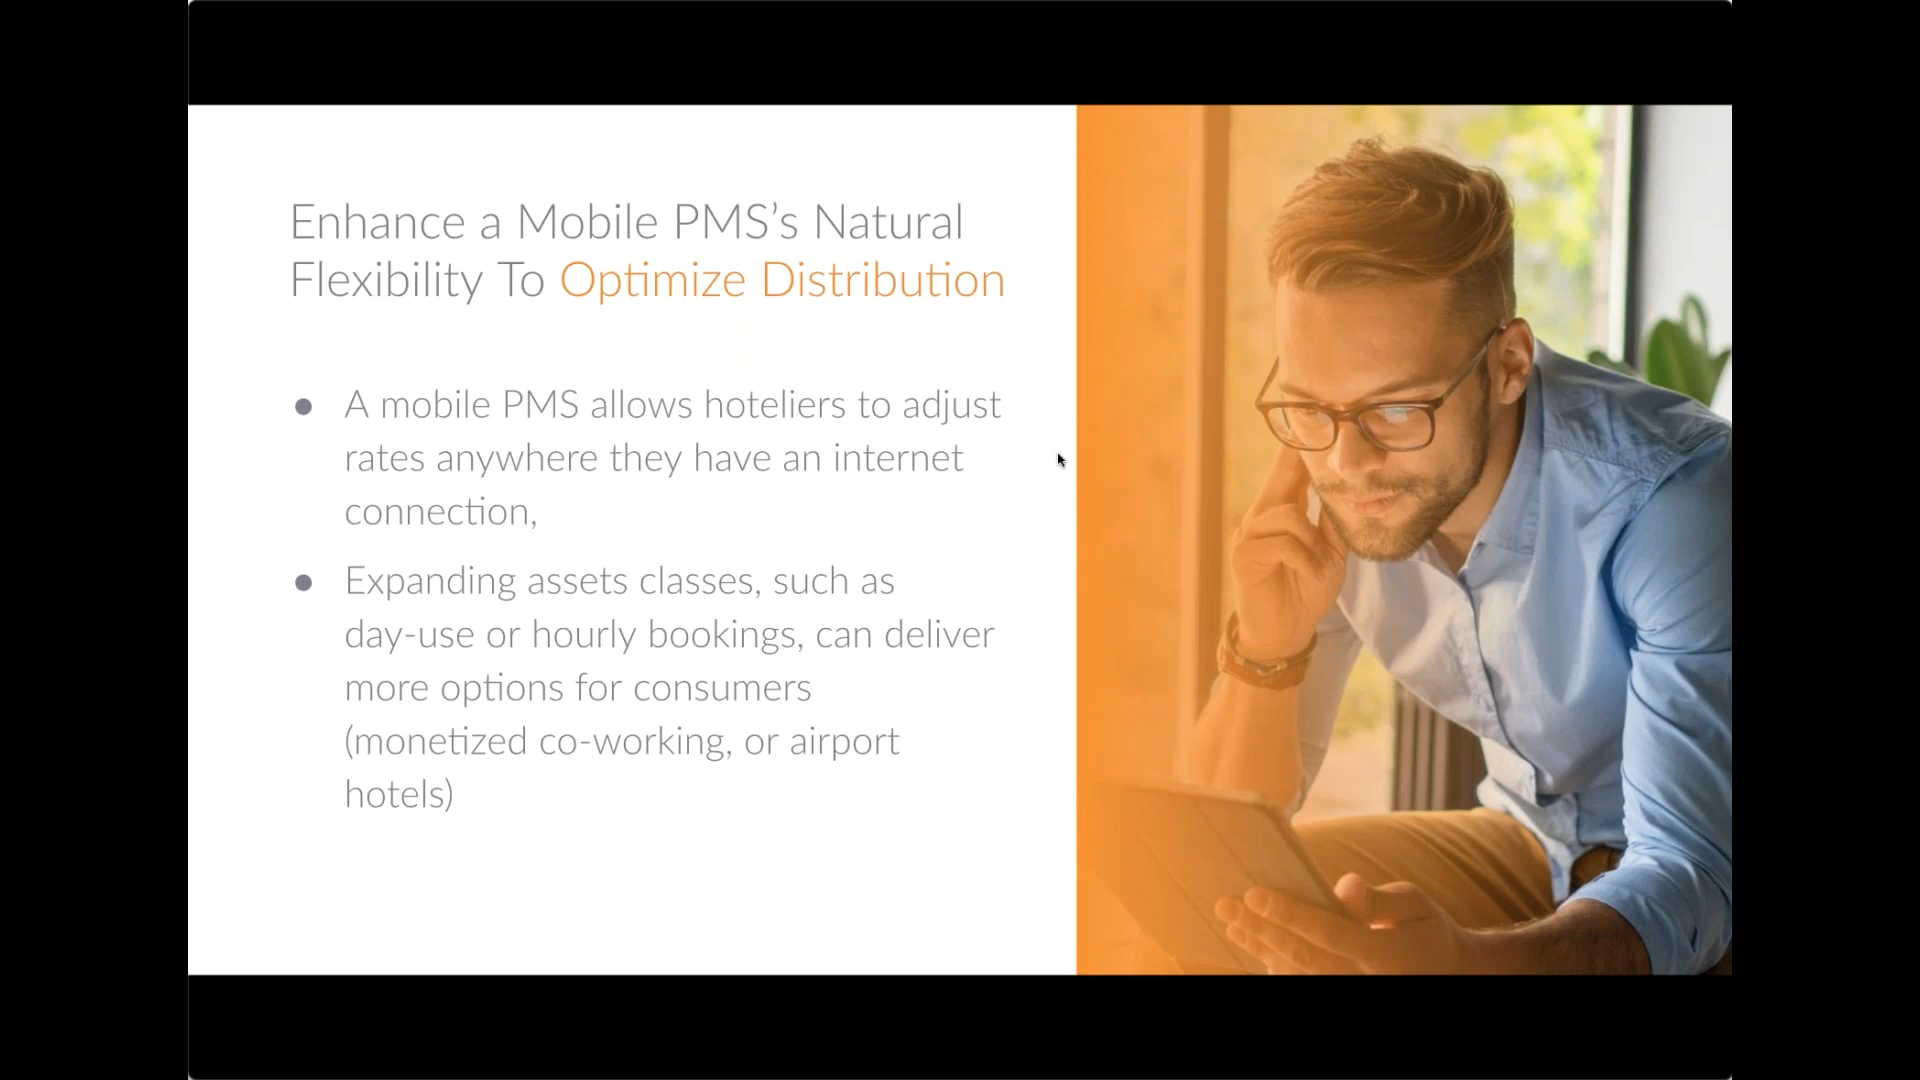 Enhance a Mobile PMS’s Natural
Flexibility To Optimize Distribution
● A mobile PMS allows hoteliers to adjust
rates anywhere they have an internet
connection,
● Expanding assets classes, such as
day-use or hourly bookings, can deliver
more options for consumers
(monetized co-working, or airport
hotels)